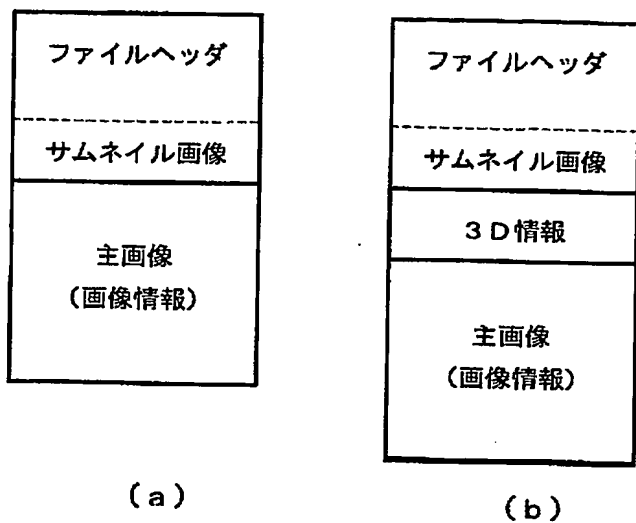 ファイルヘッダ
サムネイル画像
主画像
(画像情報)
(a)
ファイルヘッダ
サムネイル画像
3D情報
主画像
(画像情報)
(b)